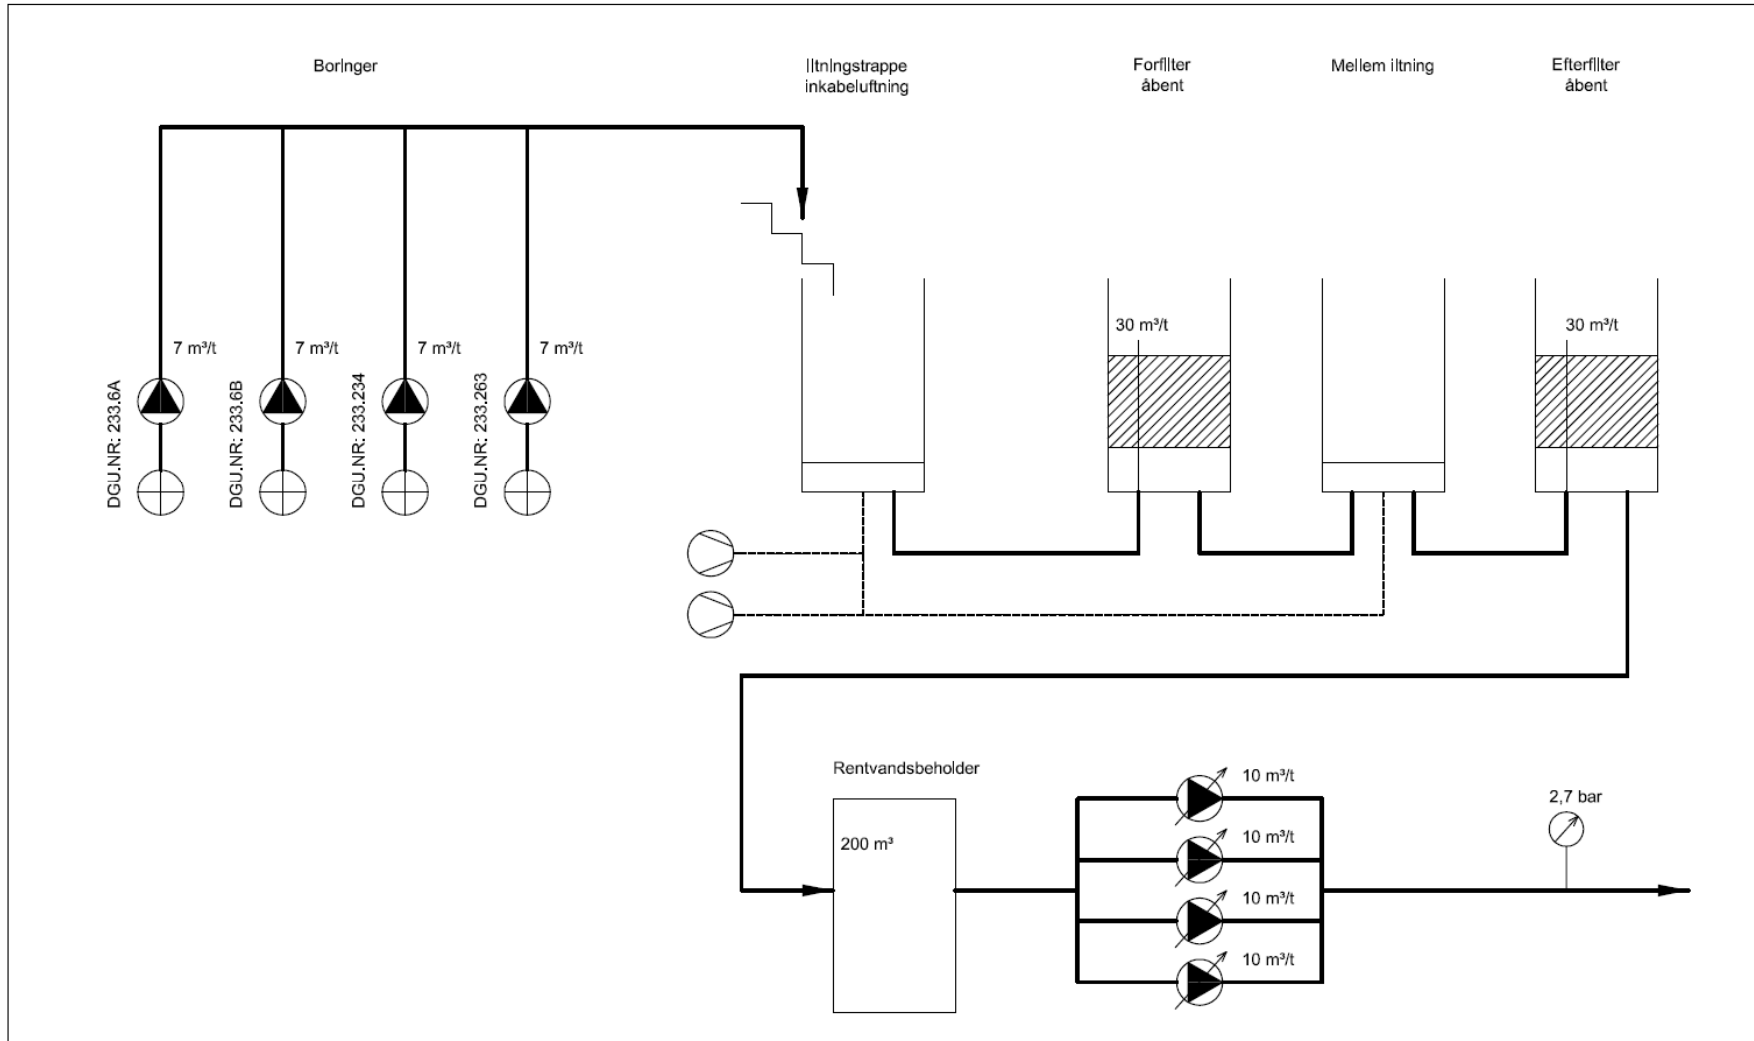 Boringer
Iltningstrappe
inkabeluftning
Forfilter
åbent
Mellem iltning
Efterfilter
åbent
7 m³/t
7 m³/t
7 m³/t
7 m³/t
DGU.NR: 233.6A
DGU.NR: 233.6B
DGU.NR: 233.234
DGU.NR: 233.263
30 m³/t
30 m³/t
Rentvandsbeholder
200 m³
10 m³/t
10 m³/t
10 m³/t
10 m³/t
2,7 bar